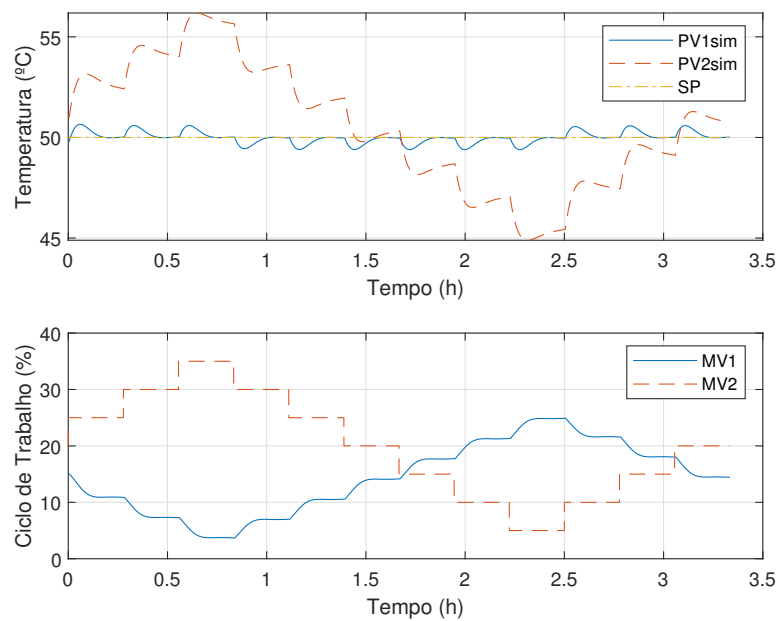 55
50
45
Temperatura (ºC)
PV1sim
PV2sim
SP
0 0.5 1 1.5 2 2.5 3 3.5
Tempo (h)
40
30
20
10
0
Ciclo de Trabalho (%)
MV1
MV2
0 0.5 1 1.5 2 2.5 3 3.5
Tempo (h)